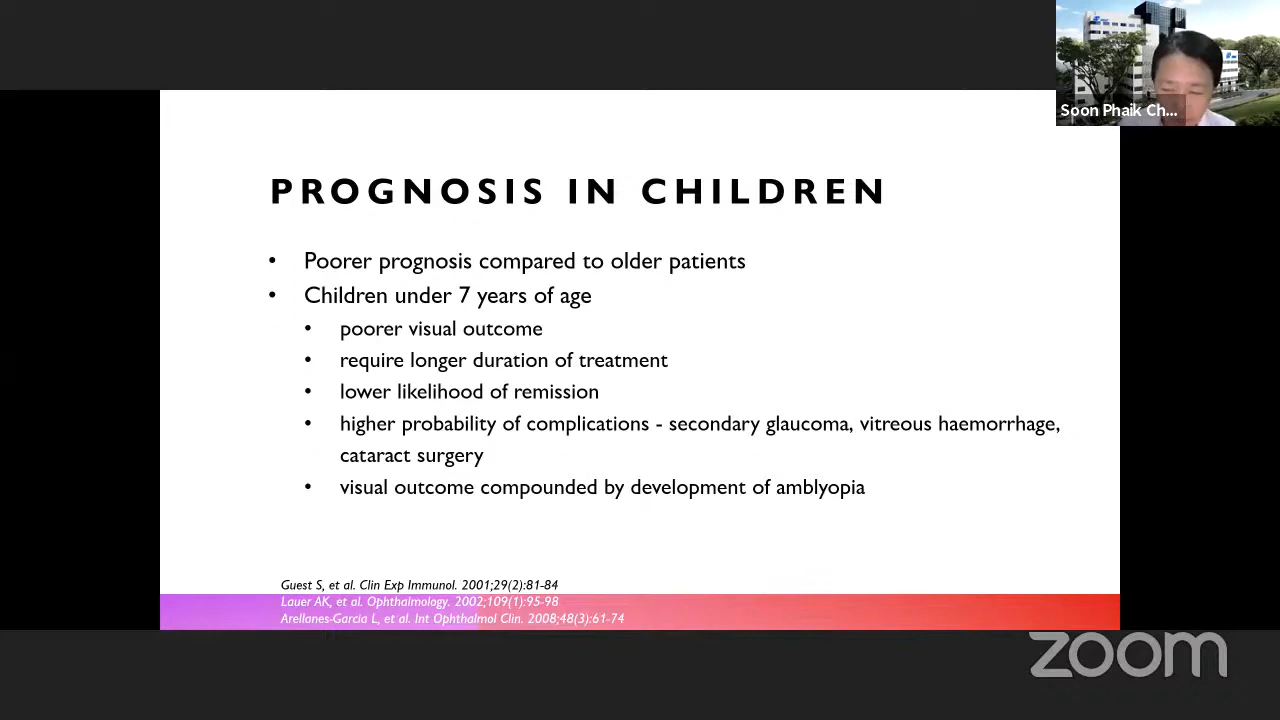 Soon Phaik Ch...
PROGNOSIS IN CHILDREN
• Poorer prognosis compared to older patients
• Children under 7 years of age
• poorer visual outcome
• require longer duration of treatment
• lower likelihood of remission
• higher probability of complications - secondary glaucoma, vitreous haemorrhage,
cataract surgery
• visual outcome compounded by development of amblyopia
Guest S, et al. Clin Exp Immunol. 2001;29(2):81-84
Lauer AK, et al. Ophthalmology. 2002;109(1):95-98
Arellanes-Garcia L, et al. Int Ophthalmol Clin. 2008;48(3):61-74
zoom